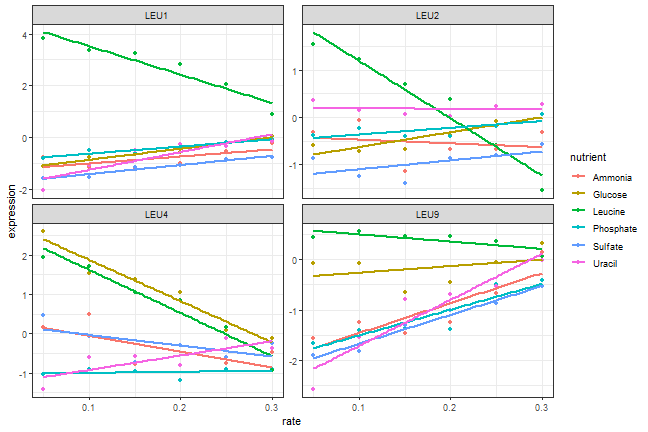 LEU1
LEU2
4
2
0
-2
1
0
-1
LEU4
LEU9
2
1
0
-1
0
-1
-2
0.1
0.2
0.3
0.1
0.2
0.3
expression
rate
nutrient
Ammonia
Glucose
Leucine
Phosphate
Sulfate
Uracil